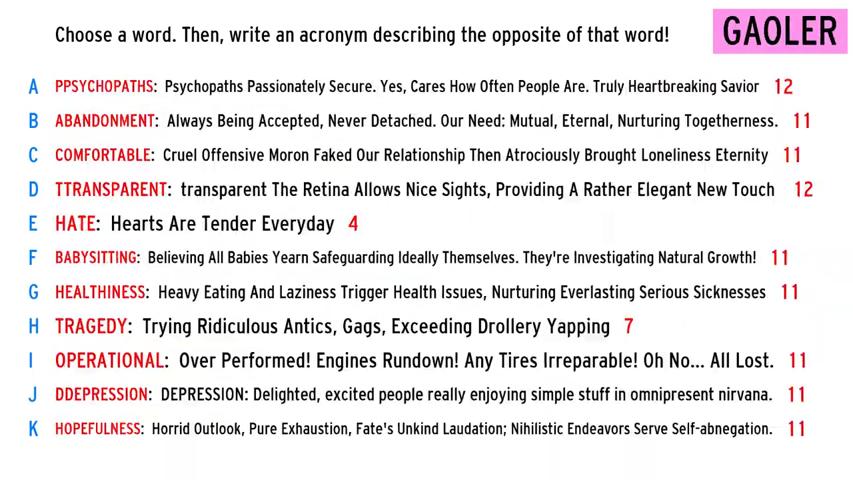 Choose a word. Then, write an acronym describing the opposite of that word!
GAOLER
A PPSYCHOPATHS: Psychopaths Passionately Secure. Yes, Cares How Often People Are. Truly Heartbreaking Savior 12
B ABANDONMENT: Always Being Accepted, Never Detached. Our Need: Mutual, Eternal, Nurturing Togetherness. 11
C COMFORTABLE: Cruel Offensive Moron Faked Our Relationship Then Atrociously Brought Loneliness Eternity 11
D TTRANSPARENT: transparent The Retina Allows Nice Sights, Providing A Rather Elegant New Touch 12
E HATE: Hearts Are Tender Everyday 4
F BABYSITTING: Believing All Babies Yearn Safeguarding Ideally Themselves. They're Investigating Natural Growth! 11
G HEALTHINESS: Heavy Eating And Laziness Trigger Health Issues, Nurturing Everlasting Serious Sicknesses 11
H TRAGEDY: Trying Ridiculous Antics, Gags, Exceeding Drollery Yapping 7
I OPERATIONAL: Over Performed! Engines Rundown! Any Tires Irreparable! Oh No... All Lost. 11
J DDEPRESSION: DEPRESSION: Delighted, excited people really enjoying simple stuff in omnipresent nirvana. 11
K HOPEFULNESS: Horrid Outlook, Pure Exhaustion, Fate's Unkind Laudation; Nihilistic Endeavors Serve Self-abnegation. 11